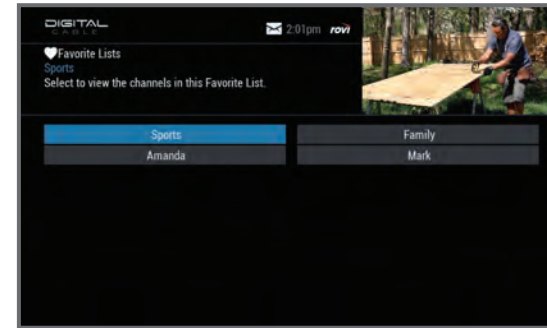 DIGITAL
CABLE
2:01pm rovi
Favorite Lists
Sports
Select to view the channels in this Favorite List.
Sports Family
Amanda Mark